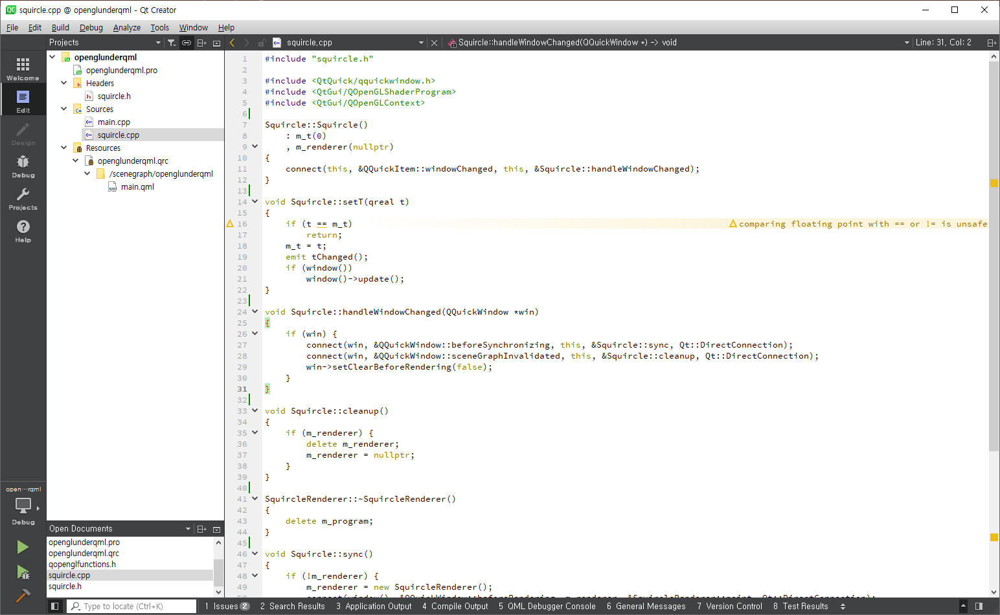 squircle.cpp @ openglunderqml - Qt Creator
File Edit Build Debug Analyze Tools Window Help
Projects
squircle.cpp
Squircle::handleWindowChanged(QQuickWindow *) -> void
Line: 31, Col: 2
Welcome
Edit
Design
Debug
Projects
Help
openglunderqml
openglunderqml.pro
Headers
squircle.h
Sources
main.cpp
squircle.cpp
Resources
openglunderqml.qrc
/scenegraph/openglunderqml
main.qml
1 #include "squircle.h"
2
3 #include <QtQuick/qquickwindow.h>
4 #include <QtGui/QOpenGLShaderProgram>
5 #include <QtGui/QOpenGLContext>
6
7 Squircle::Squircle()
8     : m_t(0)
9     , m_renderer(nullptr)
10 {
11     connect(this, &QQuickItem::windowChanged, this, &Squircle::handleWindowChanged);
12 }
13
14 void Squircle::setT(qreal t)
15 {
16     if (t == m_t) comparing floating point with == or != is unsafe
17         return;
18     m_t = t;
19     emit tChanged();
20     if (window())
21         window()->update();
22 }
23
24 void Squircle::handleWindowChanged(QQuickWindow *win)
25 {
26     if (win) {
27         connect(win, &QQuickWindow::beforeSynchronizing, this, &Squircle::sync, Qt::DirectConnection);
28         connect(win, &QQuickWindow::sceneGraphInvalidated, this, &Squircle::cleanup, Qt::DirectConnection);
29         win->setClearBeforeRendering(false);
30     }
31 }
32
33 void Squircle::cleanup()
34 {
35     if (m_renderer) {
36         delete m_renderer;
37         m_renderer = nullptr;
38     }
39 }
40
41 SquircleRenderer::~SquircleRenderer()
42 {
43     delete m_program;
44 }
45
46 void Squircle::sync()
47 {
48     if (!m_renderer) {
49         m_renderer = new SquircleRenderer();
50         connect(window(), &QQuickWindow::beforeRendering, m_renderer, &SquircleRenderer::paint, Qt::DirectConnection);
open···rqml
Debug
Open Documents
openglunderqml.pro
openglunderqml.qrc
qopenglfunctions.h
squircle.cpp
squircle.h
Type to locate (Ctrl+K)
1 Issues 2
2 Search Results
3 Application Output
4 Compile Output
5 QML Debugger Console
6 General Messages
7 Version Control
8 Test Results